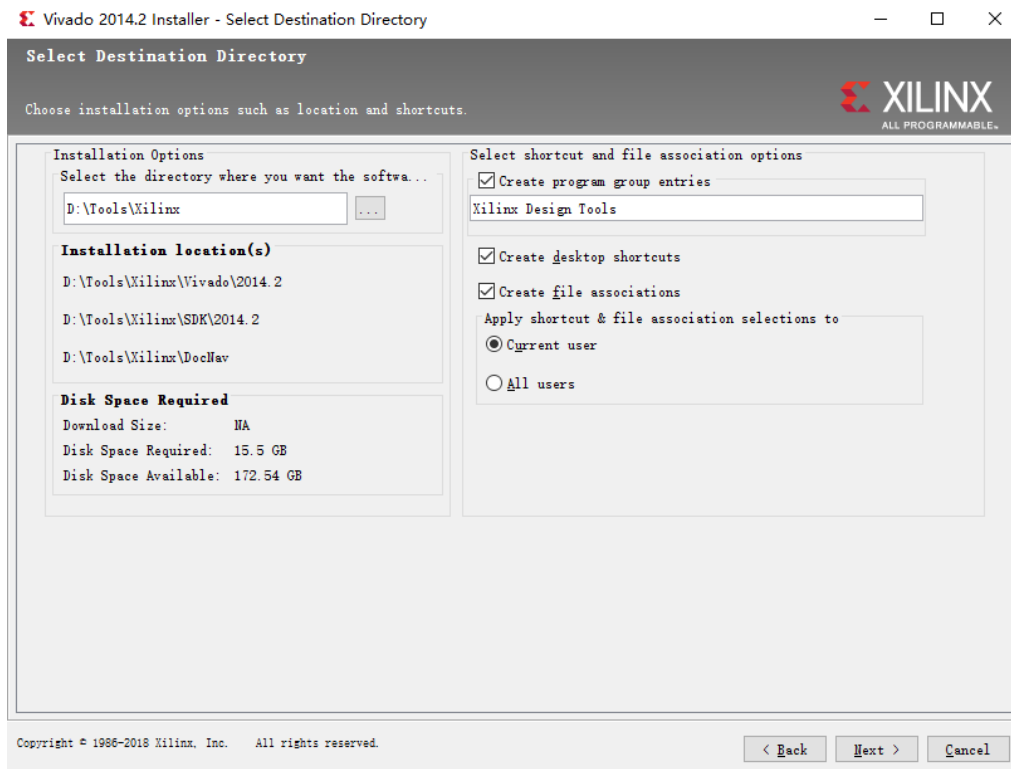 Vivado 2014.2 Installer - Select Destination Directory
Select Destination Directory
Choose installation options such as location and shortcuts.
XILINX
ALL PROGRAMMABLE™
Installation Options
Select the directory where you want the softwa...
D:\Tools\Xilinx
...
Installation location(s)
D:\Tools\Xilinx\Vivado\2014.2
D:\Tools\Xilinx\SDK\2014.2
D:\Tools\Xilinx\DocNav
Disk Space Required
Download Size: NA
Disk Space Required: 15.5 GB
Disk Space Available: 172.54 GB
Select shortcut and file association options
Create program group entries
Xilinx Design Tools
Create desktop shortcuts
Create file associations
Apply shortcut & file association selections to
Current user
All users
Copyright © 1986-2018 Xilinx, Inc. All rights reserved.
< Back
Next >
Cancel